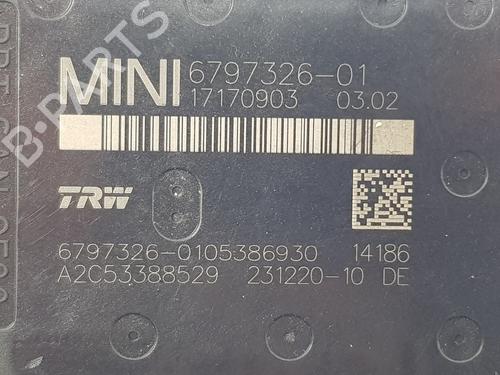 MINI 6797326-01
17170903 03.02
TRW
6797326-0105386930 14186
A2C53388529 231220-10 DE
B-PARTS